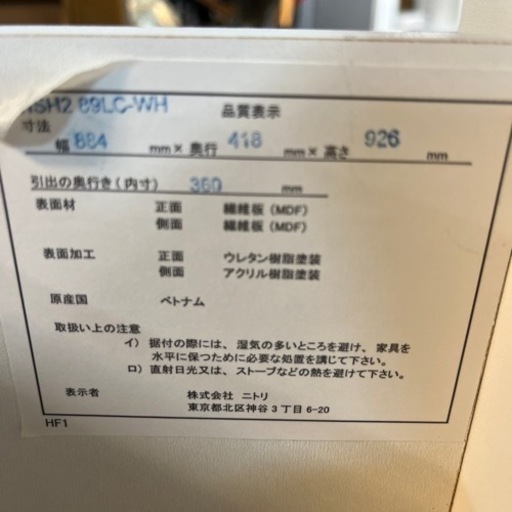 SH2 89LC-WH 品質表示
寸法
幅 884 mm× 奥行 418 mm× 高さ 926 mm
引出の奥行き(内寸) 360 mm
表面材 正面 繊維板(MDF)
側面 繊維板(MDF)
表面加工 正面 ウレタン樹脂塗装
側面 アクリル樹脂塗装
原産国 ベトナム
取扱い上の注意
イ) 据付の際には、湿気の多いところを避け、家具を
水平に保つために必要な処置を講じて下さい。
ロ) 直射日光又は、ストーブなどの熱を避けて下さい。
表示者 株式会社 ニトリ
東京都北区神谷3丁目6-20
HF1